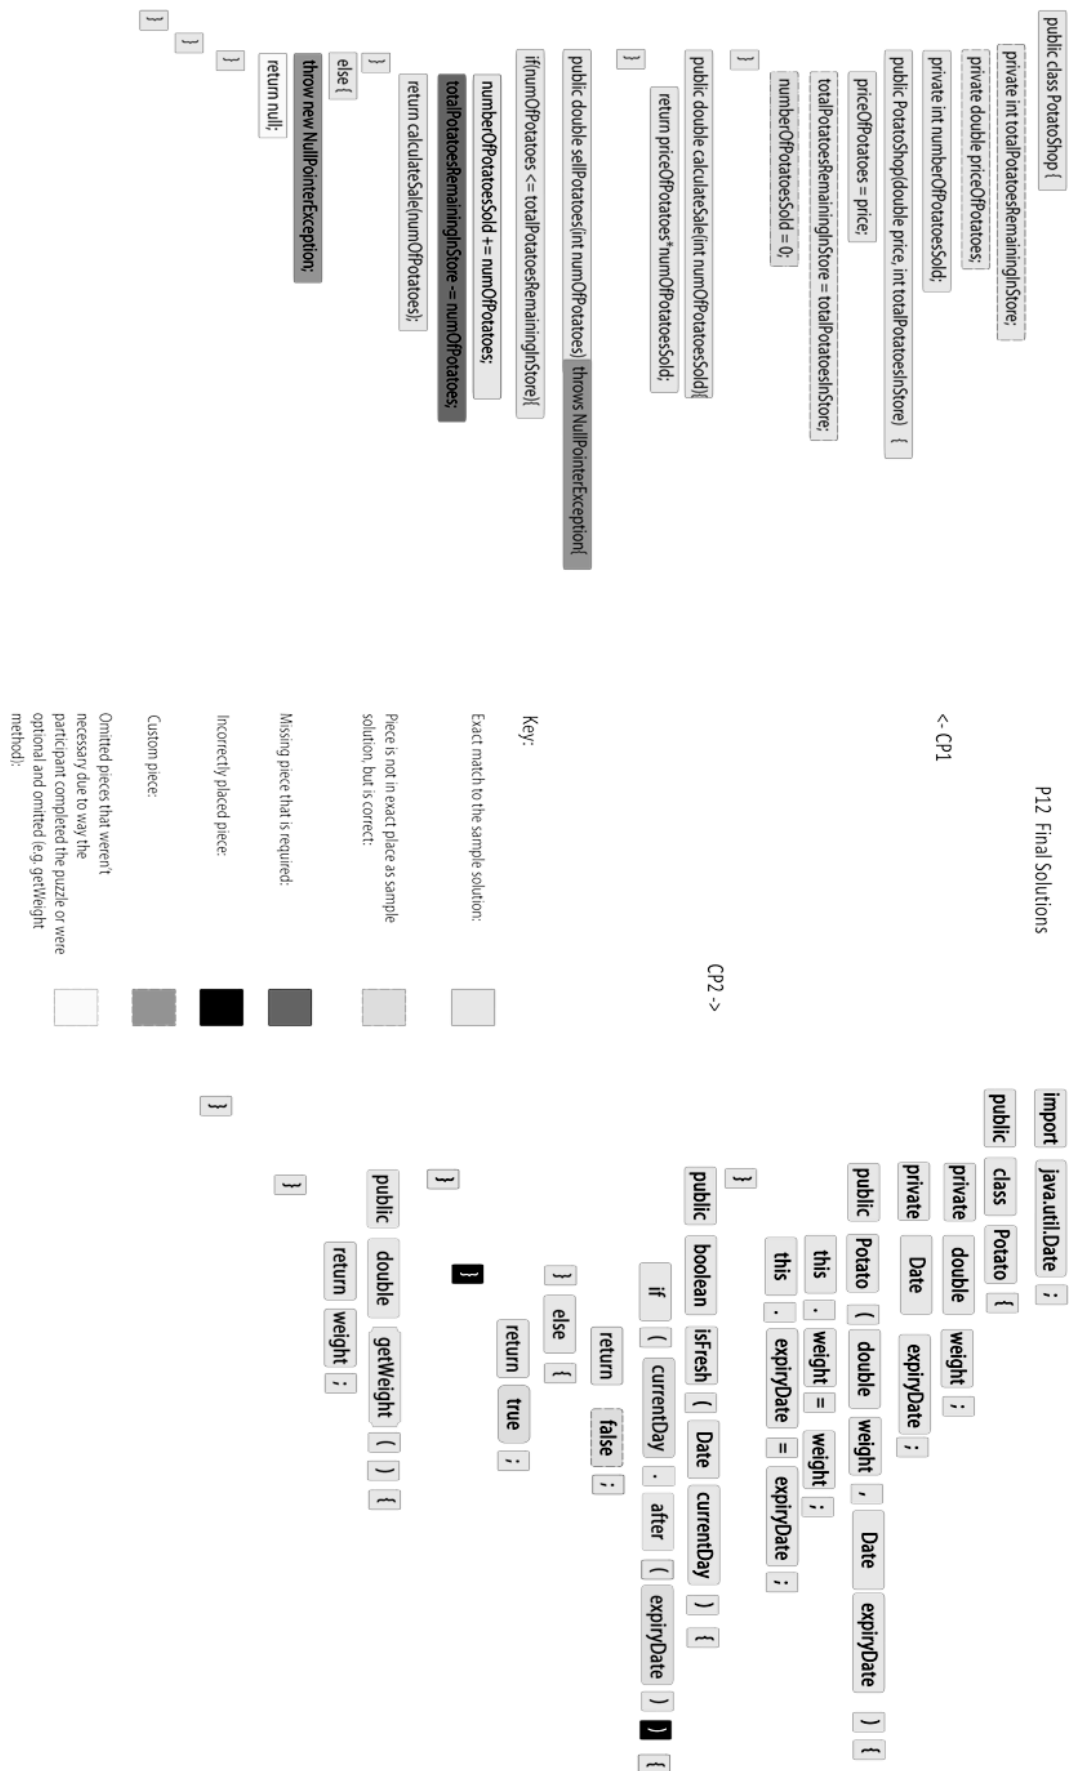 P12 Final Solutions
<- CP1
public class PotatoShop {
private int totalPotatoesRemainingInStore;
private double priceOfPotatoes;
private int numberOfPotatoesSold;
public PotatoShop(double price, int totalPotatoesInStore) {
priceOfPotatoes = price;
totalPotatoesRemainingInStore = totalPotatoesInStore;
numberOfPotatoesSold = 0;
}
public double calculateSale(int numOfPotatoesSold){
return priceOfPotatoes*numOfPotatoesSold;
}
public double sellPotatoes(int numOfPotatoes) throws NullPointerException{
if(numOfPotatoes <= totalPotatoesRemainingInStore){
numberOfPotatoesSold += numOfPotatoes;
totalPotatoesRemainingInStore -= numOfPotatoes;
return calculateSale(numOfPotatoes);
}
else {
throw new NullPointerException;
return null;
}
}
}
CP2 ->
import java.util.Date ;
public class Potato {
private double weight ;
private Date expiryDate ;
public Potato ( double weight , Date expiryDate ) {
this . weight = weight ;
this . expiryDate = expiryDate ;
}
public boolean isFresh ( Date currentDay ) {
if ( currentDay . after ( expiryDate ) ) {
return false ;
} else {
return true ;
}
}
public double getWeight ( ) {
return weight ;
}
}
Key:
Exact match to the sample solution:
Piece is not in exact place as sample
solution, but is correct:
Missing piece that is required:
Incorrectly placed piece:
Custom piece:
Omitted pieces that weren't
necessary due to way the
participant completed the puzzle or were
optional and omitted (e.g. getWeight
method):